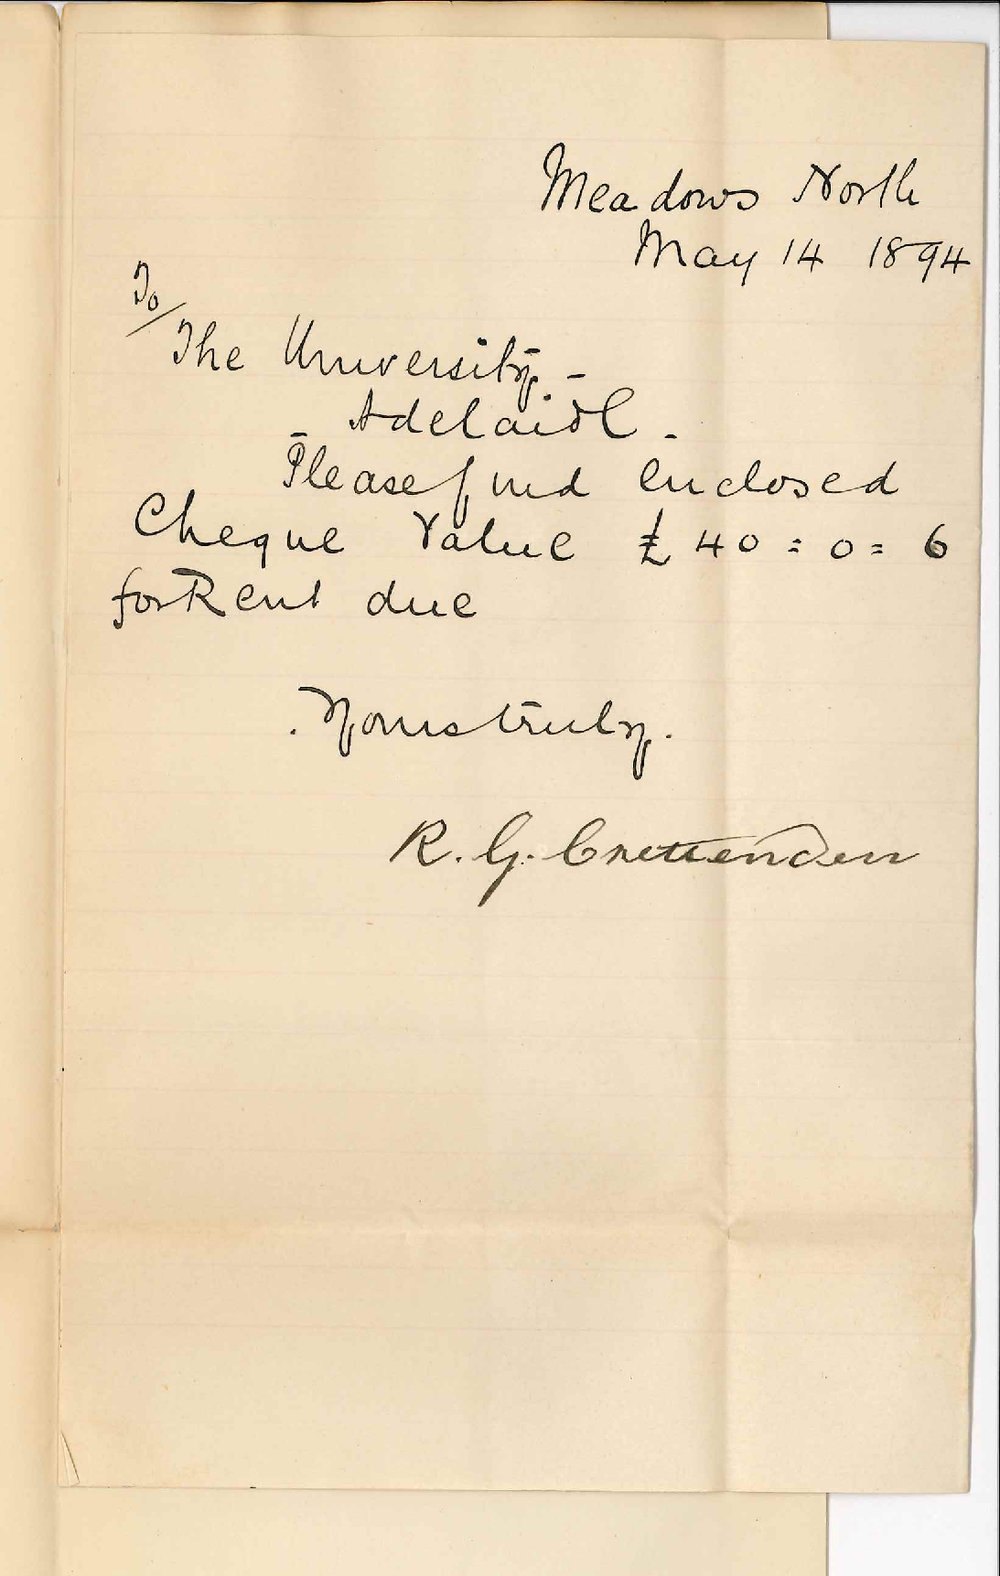 Meadows North
May 14 1894
To/
The University -
Adelaide -
- Please find enclosed
Cheque Value £ 40 = 0 = 6
for Rent due
. Yours truly.
R. G. Crettenden